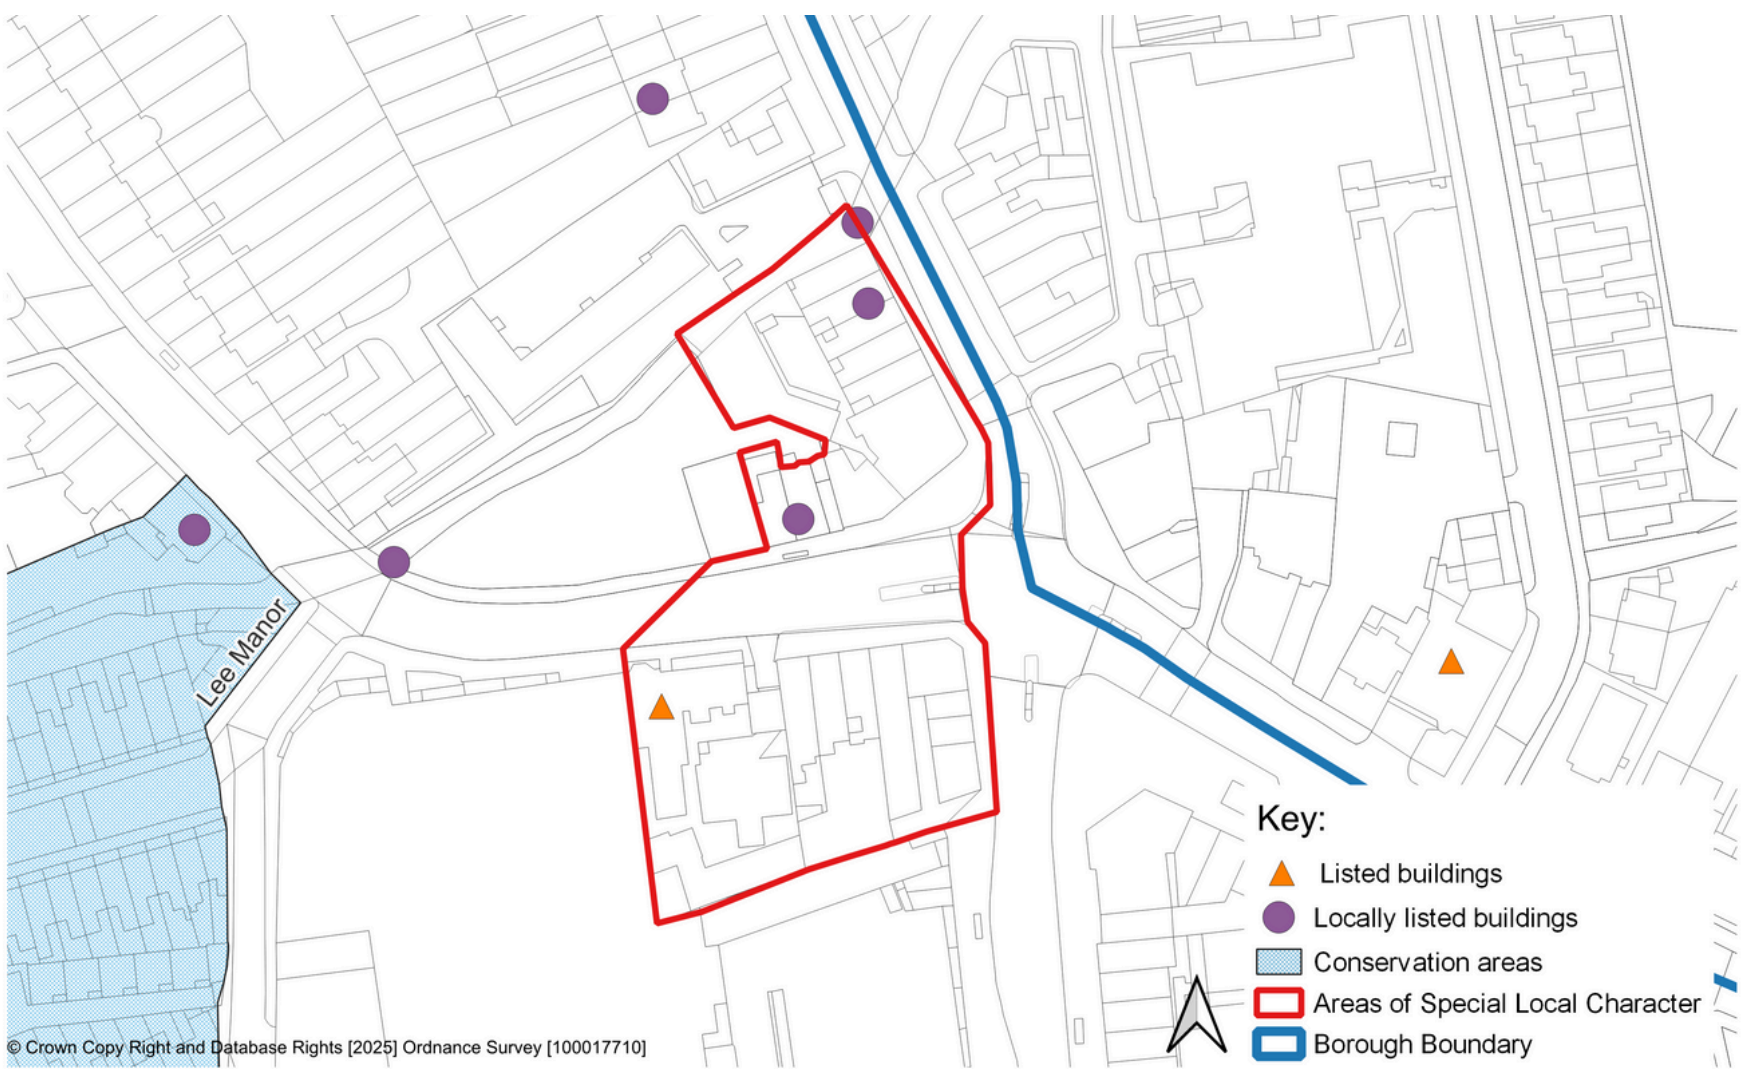 Lee Manor
Key:
Listed buildings
Locally listed buildings
Conservation areas
Areas of Special Local Character
Borough Boundary
© Crown Copy Right and Database Rights [2025] Ordnance Survey [100017710]